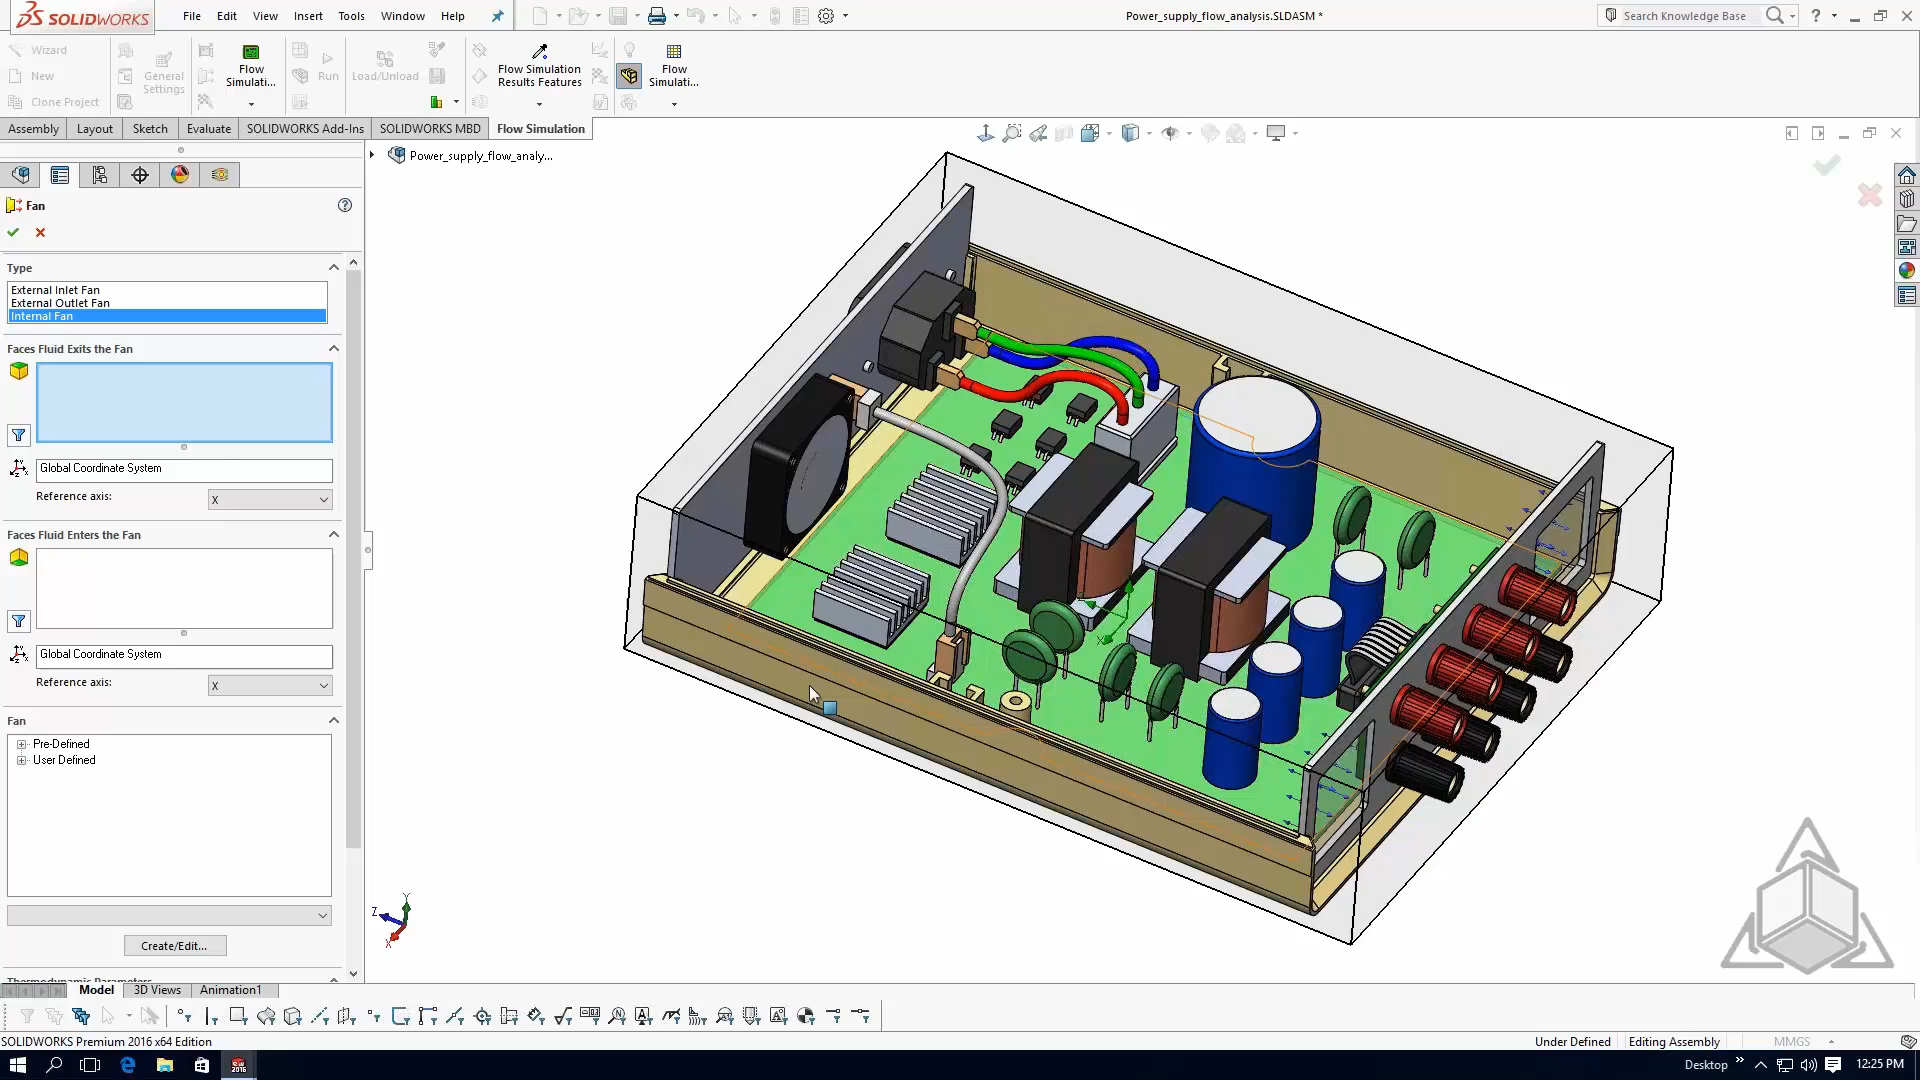 SOLIDWORKS
File Edit View Insert Tools Window Help
Power_supply_flow_analysis.SLDASM *
Search Knowledge Base
Wizard
New
Clone Project
General Settings
Flow Simulati...
Run
Load/Unload
Flow Simulation Results Features
Flow Simulati...
Assembly Layout Sketch Evaluate SOLIDWORKS Add-Ins SOLIDWORKS MBD Flow Simulation
Power_supply_flow_analy...
Fan
Type
External Inlet Fan
External Outlet Fan
Internal Fan
Faces Fluid Exits the Fan
Global Coordinate System
Reference axis: X
Faces Fluid Enters the Fan
Global Coordinate System
Reference axis: X
Fan
Pre-Defined
User Defined
Create/Edit...
Thermodynamic Parameters
Y
Z
X
Model 3D Views Animation1
SOLIDWORKS Premium 2016 x64 Edition
Under Defined Editing Assembly MMGS
Desktop
12:25 PM